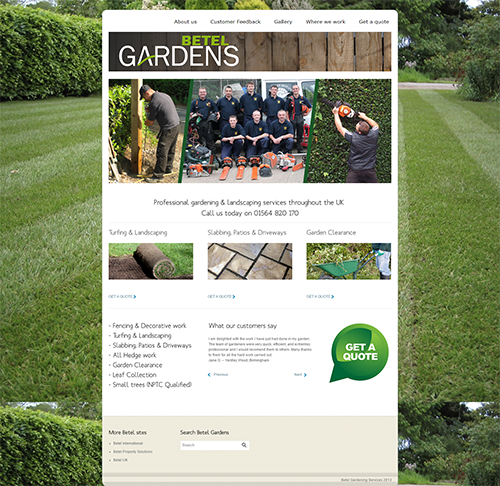 About us
Customer Feedback
Gallery
Where we work
Get a quote
BETEL
GARDENS
Professional gardening & landscaping services throughout the UK
Call us today on 01564 820 170
Turfing & Landscaping
Slabbing, Patios & Driveways
Garden Clearance
GET A QUOTE
GET A QUOTE
GET A QUOTE
- Fencing & Decorative work
- Turfing & Landscaping
- Slabbing, Patios & Driveways
- All Hedge work
- Garden Clearance
- Leaf Collection
- Small trees (NPTC Qualified)
What our customers say
I am delighted with the work I have just had done in my garden.
The team of gardeners were very quick, efficient, and extremely
professional and I would recommend them to others. Many thanks
to them for all the hard work carried out.
Jane S. - Yardley Wood, Birmingham
Previous
Next
GET A
QUOTE
More Betel sites
Betel International
Betel Property Solutions
Betel UK
Search Betel Gardens
Search
Betel Gardening Services 2013